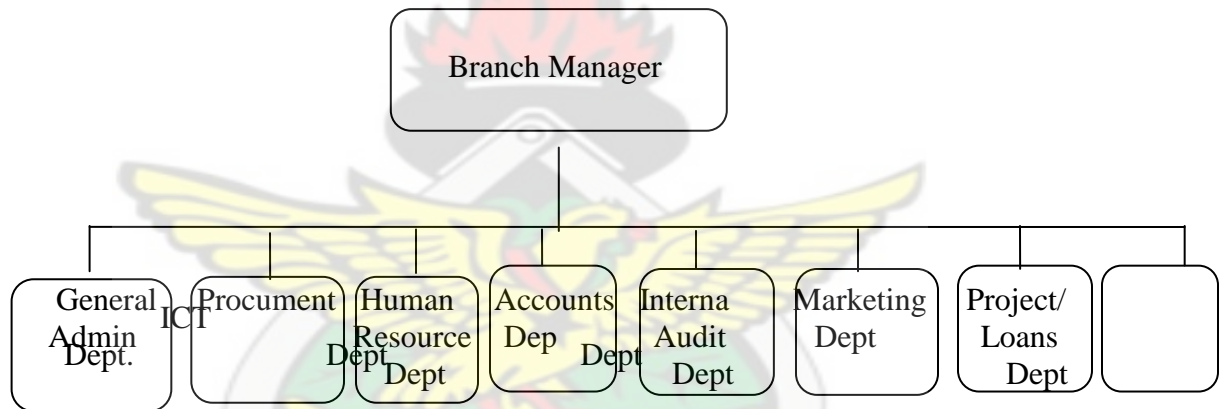 Branch Manager
General
Admin
Dept.
ICT
Procument
Dept
Human
Resource
Dept
Accounts
Dep
Dept
Interna
Audit
Dept
Marketing
Dept
Project/
Loans
Dept